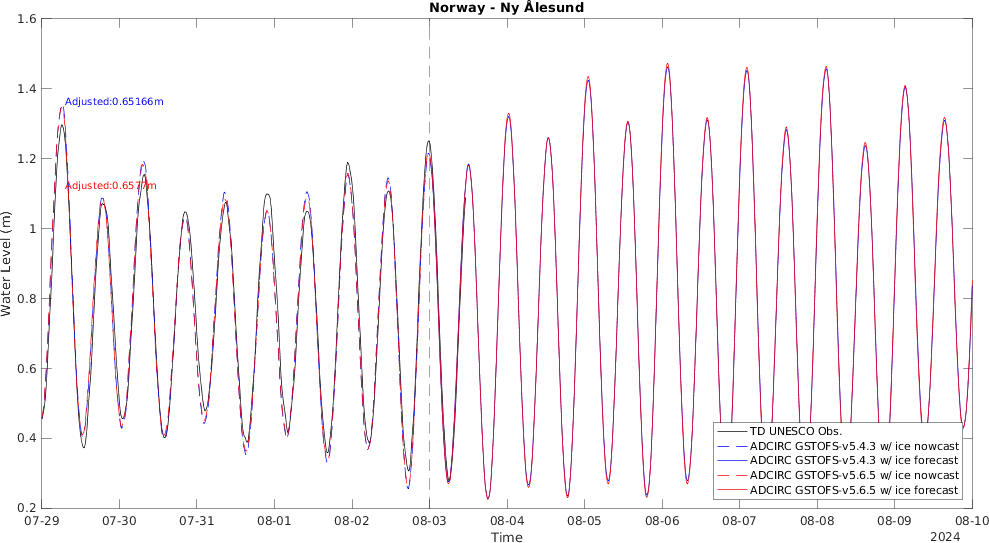 Norway - Ny Ålesund
1.6
1.4
1.2
1
0.8
0.6
0.4
0.2
Water Level (m)
Adjusted:0.65166m
Adjusted:0.6577m
TD UNESCO Obs.
ADCIRC GSTOFS-v5.4.3 w/ ice nowcast
ADCIRC GSTOFS-v5.4.3 w/ ice forecast
ADCIRC GSTOFS-v5.6.5 w/ ice nowcast
ADCIRC GSTOFS-v5.6.5 w/ ice forecast
07-29 07-30 07-31 08-01 08-02 08-03 08-04 08-05 08-06 08-07 08-08 08-09 08-10
Time
2024